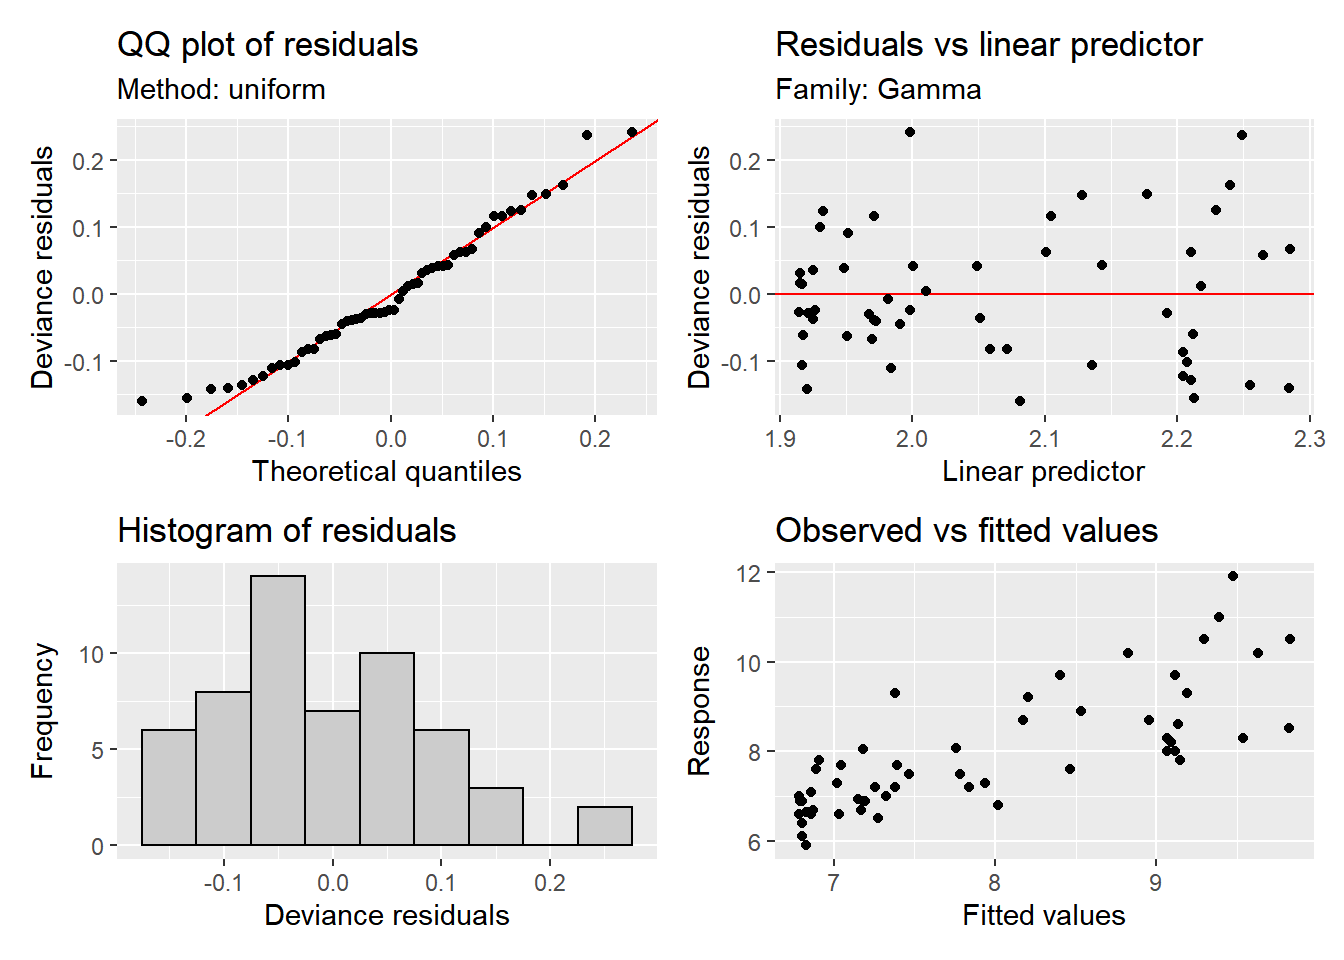 QQ plot of residuals
Method: uniform
Deviance residuals
0.2
0.1
0.0
-0.1
-0.2
-0.1
0.0
0.1
0.2
Theoretical quantiles
Residuals vs linear predictor
Family: Gamma
Deviance residuals
0.2
0.1
0.0
-0.1
1.9
2.0
2.1
2.2
2.3
Linear predictor
Histogram of residuals
Frequency
10
5
0
-0.1
0.0
0.1
0.2
Deviance residuals
Observed vs fitted values
Response
12
10
8
6
7
8
9
Fitted values